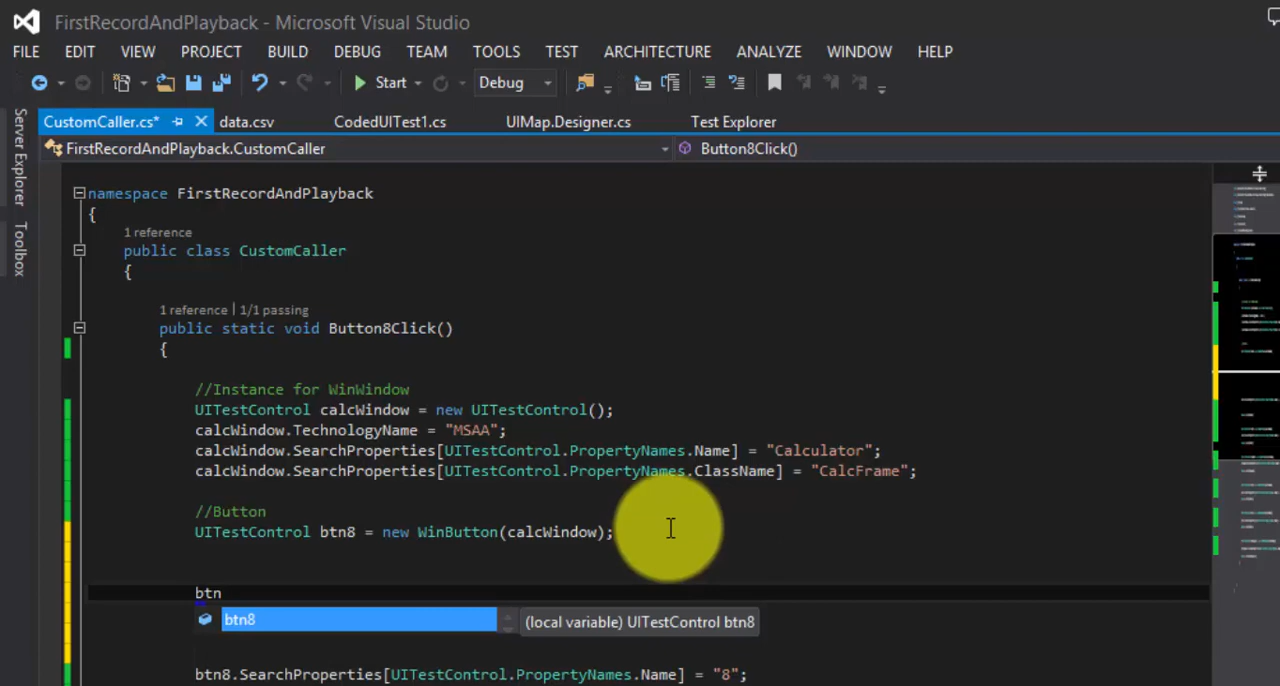 FirstRecordAndPlayback - Microsoft Visual Studio
FILE EDIT VIEW PROJECT BUILD DEBUG TEAM TOOLS TEST ARCHITECTURE ANALYZE WINDOW HELP
Start Debug
CustomCaller.cs* data.csv CodedUITest1.cs UIMap.Designer.cs Test Explorer
FirstRecordAndPlayback.CustomCaller Button8Click()
Server Explorer
Toolbox
namespace FirstRecordAndPlayback
{
1 reference
public class CustomCaller
{
1 reference | 1/1 passing
public static void Button8Click()
{
//Instance for WinWindow
UITestControl calcWindow = new UITestControl();
calcWindow.TechnologyName = "MSAA";
calcWindow.SearchProperties[UITestControl.PropertyNames.Name] = "Calculator";
calcWindow.SearchProperties[UITestControl.PropertyNames.ClassName] = "CalcFrame";
//Button
UITestControl btn8 = new WinButton(calcWindow);
btn
btn8 (local variable) UITestControl btn8
btn8.SearchProperties[UITestControl.PropertyNames.Name] = "8";